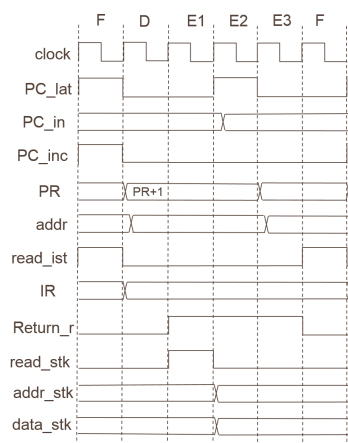 F D E1 E2 E3 F
clock
PC_lat
PC_in
PC_inc
PR PR+1
addr
read_ist
IR
Return_r
read_stk
addr_stk
data_stk